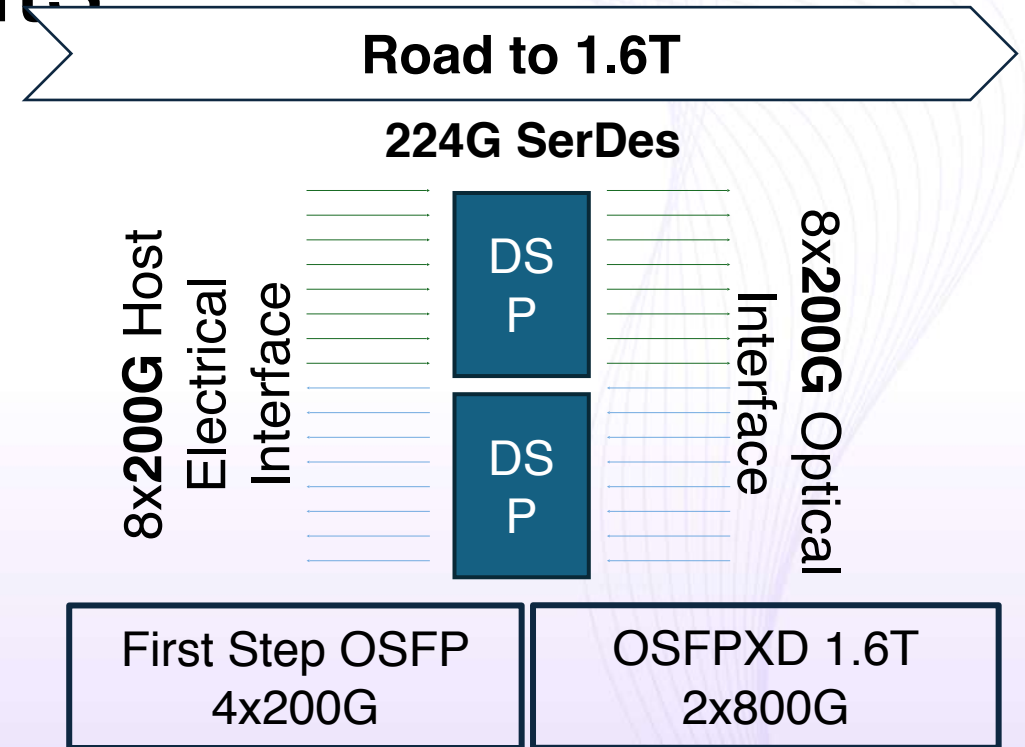 Road to 1.6T
224G SerDes
8x200G Host
Electrical
Interface
DS
P
DS
P
8x200G Optical
Interface
First Step OSFP
4x200G
OSFPXD 1.6T
2x800G